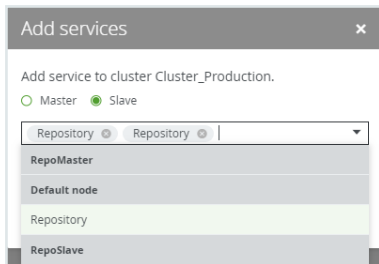 Add services
Add service to cluster Cluster_Production.
Master Slave
Repository Repository
RepoMaster
Default node
Repository
RepoSlave